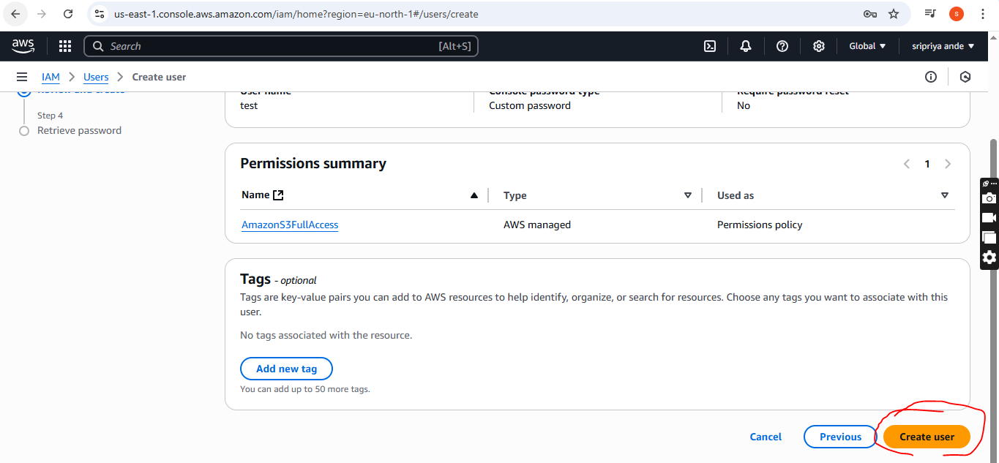 us-east-1.console.aws.amazon.com/iam/home?region=eu-north-1#/users/create
s
aws
Search
[Alt+S]
Global
sripriya ande
IAM
Users
Create user
Review and create
Step 4
Retrieve password
User name
Console password type
Require password reset
test
Custom password
No
Permissions summary
1
Name
Type
Used as
AmazonS3FullAccess
AWS managed
Permissions policy
Tags - optional
Tags are key-value pairs you can add to AWS resources to help identify, organize, or search for resources. Choose any tags you want to associate with this
user.
No tags associated with the resource.
Add new tag
You can add up to 50 more tags.
Cancel
Previous
Create user